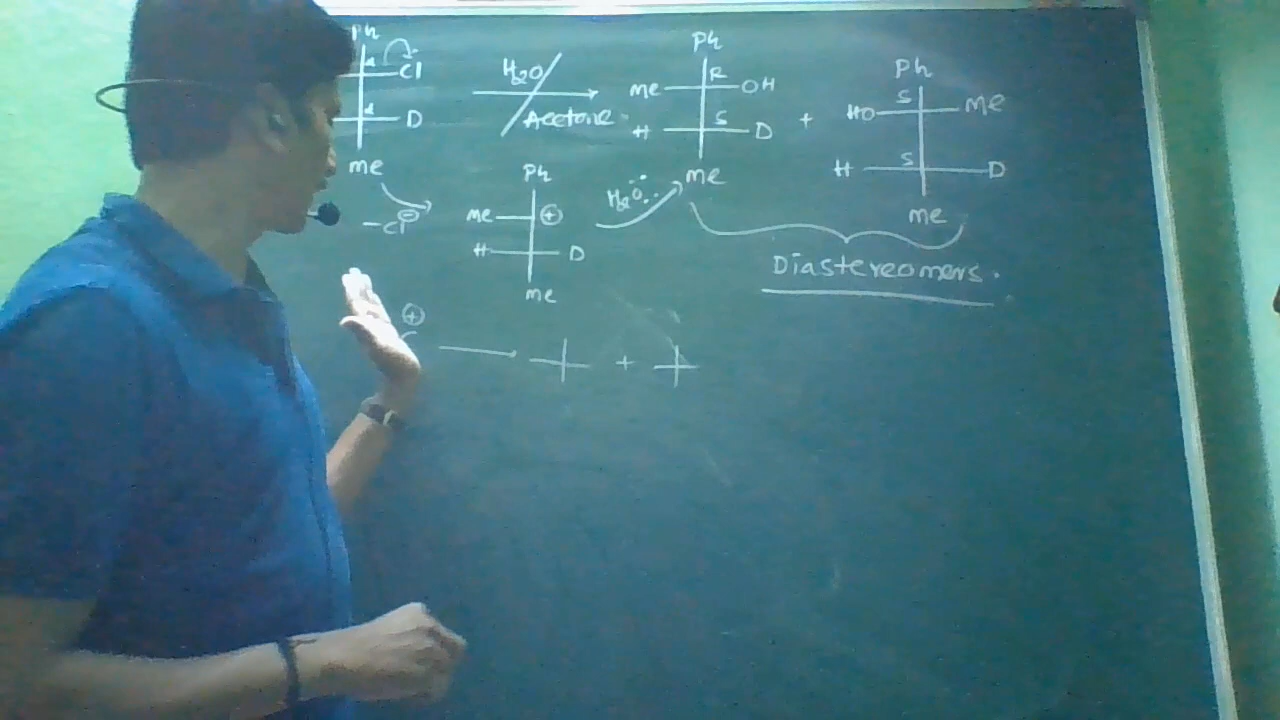 Ph
Cl
D
me
-Cl⊖
H2O
Acetone
Ph
me ⊕
H D
me
H2O
Ph
Me R OH
H S D
me
+
Ph
S
HO Me
S
H D
me
Diastereomers.
⊕
+